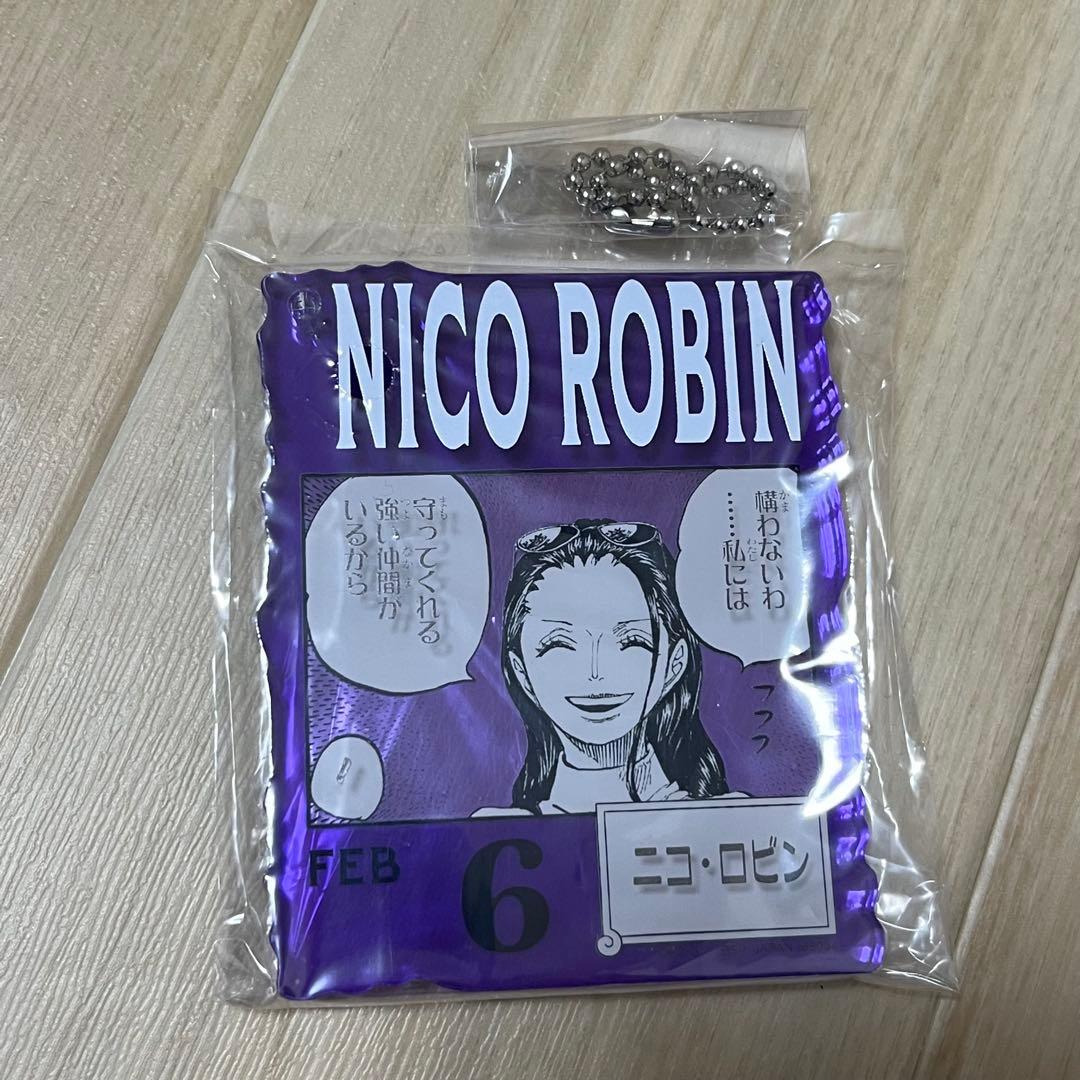 NICO ROBIN
構わないわ
……私には
守ってくれる
強い仲間が
いるから
フフフ
！
FEB
6
ニコ・ロビン